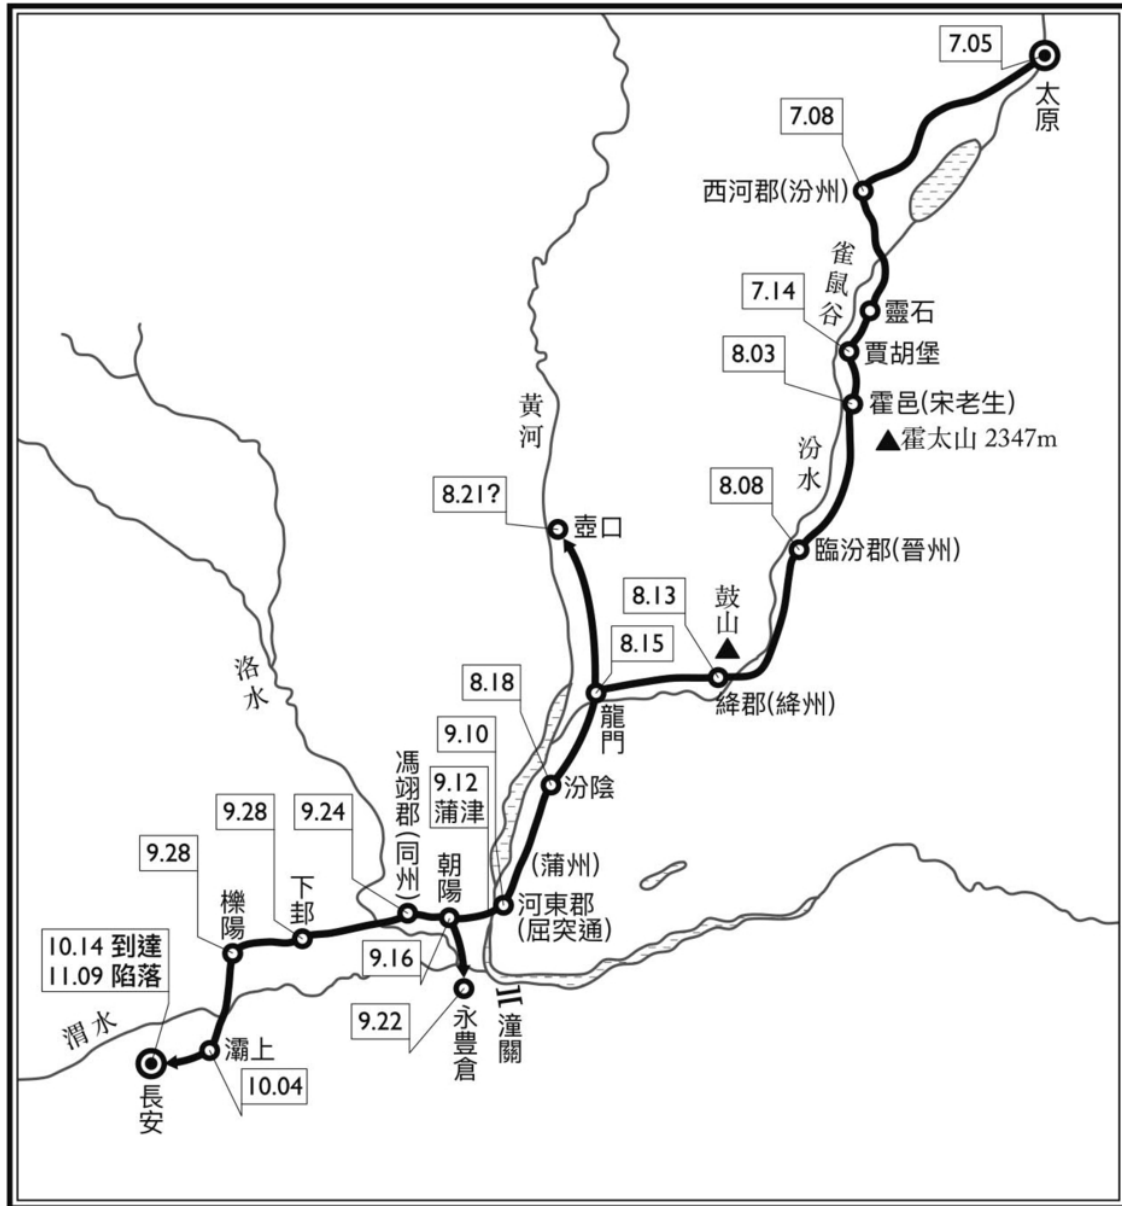 7.05
太原
7.08
西河郡(汾州)
雀鼠谷
7.14
靈石
賈胡堡
8.03
霍邑(宋老生)
▲霍太山 2347m
黃河
汾水
8.08
8.21?
壺口
臨汾郡(晉州)
8.13
鼓山
8.15
洛水
8.18
絳郡(絳州)
龍門
9.10
馮翊郡(同州)
9.12
蒲津
汾陰
9.28
9.24
9.28
朝陽
(蒲州)
下邽
櫟陽
河東郡
(屈突通)
10.14 到達
11.09 陷落
9.16
9.22
永豊倉
潼關
渭水
灞上
10.04
長安